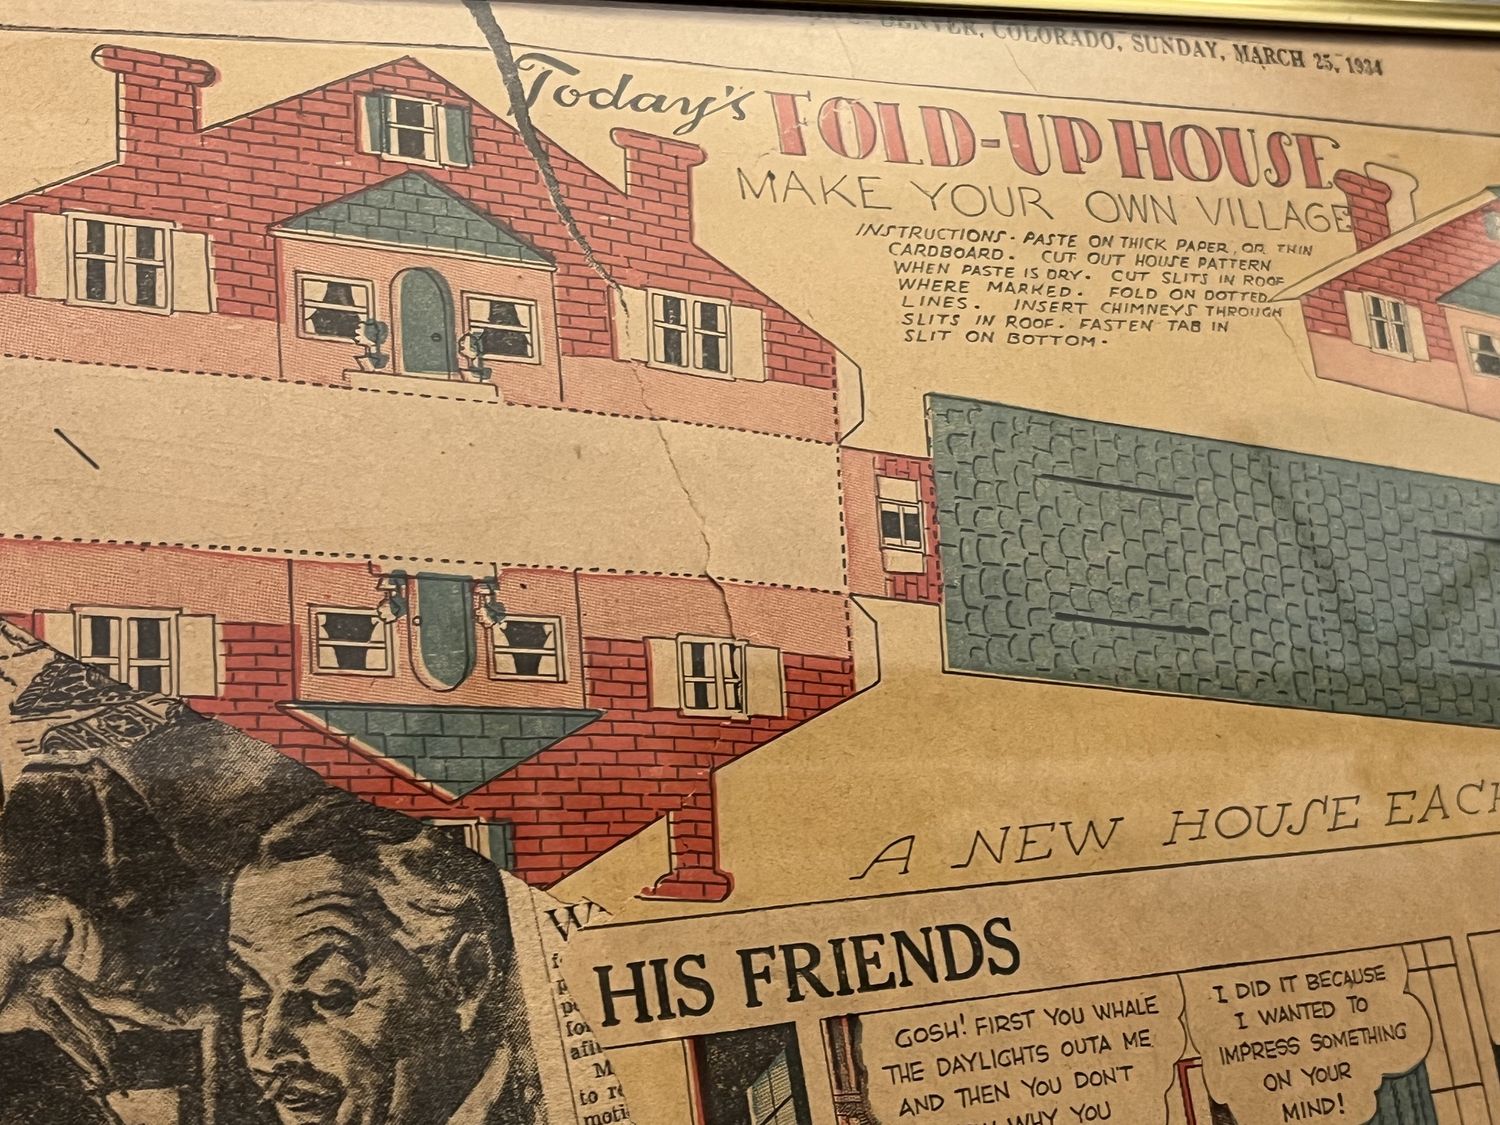 DENVER, COLORADO, SUNDAY, MARCH 25, 1934
Today's FOLD-UP HOUSE
MAKE YOUR OWN VILLAGE
INSTRUCTIONS- PASTE ON THICK PAPER, OR THIN
CARDBOARD. CUT OUT HOUSE PATTERN
WHEN PASTE IS DRY. CUT SLITS IN ROOF
WHERE MARKED. FOLD ON DOTTED
LINES. INSERT CHIMNEYS THROUGH
SLITS IN ROOF. FASTEN TAB IN
SLIT ON BOTTOM.
A NEW HOUSE EACH
HIS FRIENDS
GOSH! FIRST YOU WHALE
THE DAYLIGHTS OUTA ME
AND THEN YOU DON'T
WHY YOU
I DID IT BECAUSE
I WANTED TO
IMPRESS SOMETHING
ON YOUR
MIND!
M
to re
moti